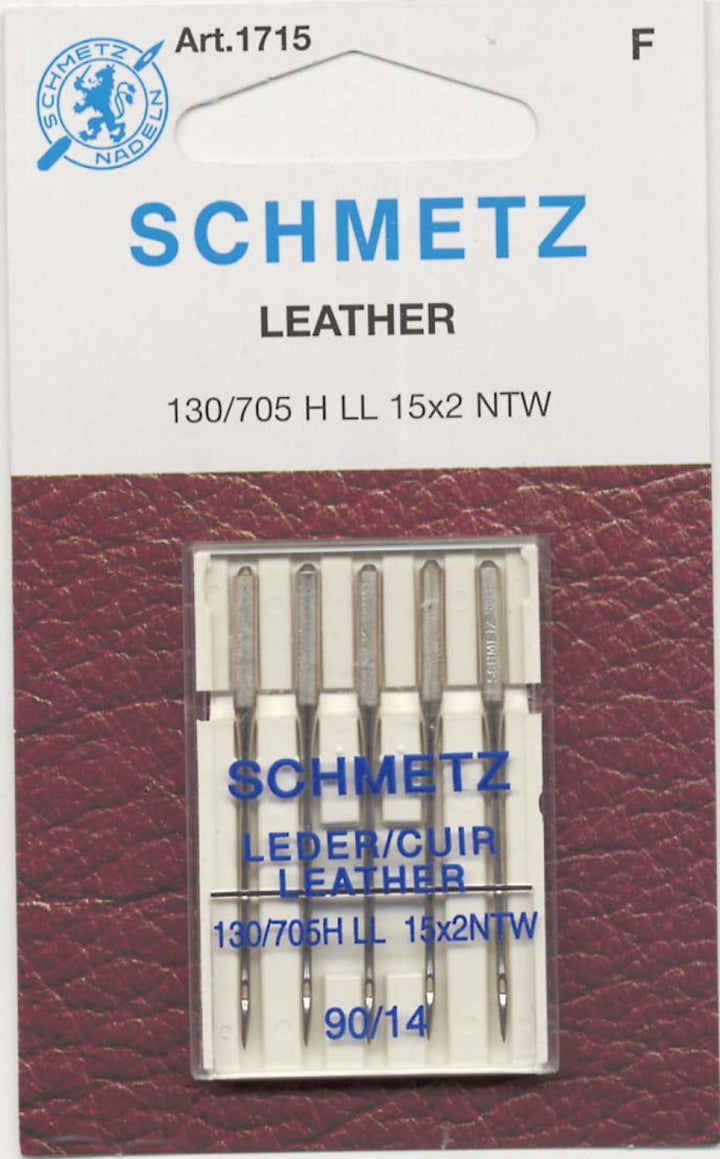 SCHMETZ
NADELN
Art.1715
F
SCHMETZ
LEATHER
130/705 H LL 15x2 NTW
SCHMETZ
SCHMETZ
LEDER/CUIR
LEATHER
130/705H LL 15x2NTW
90/14